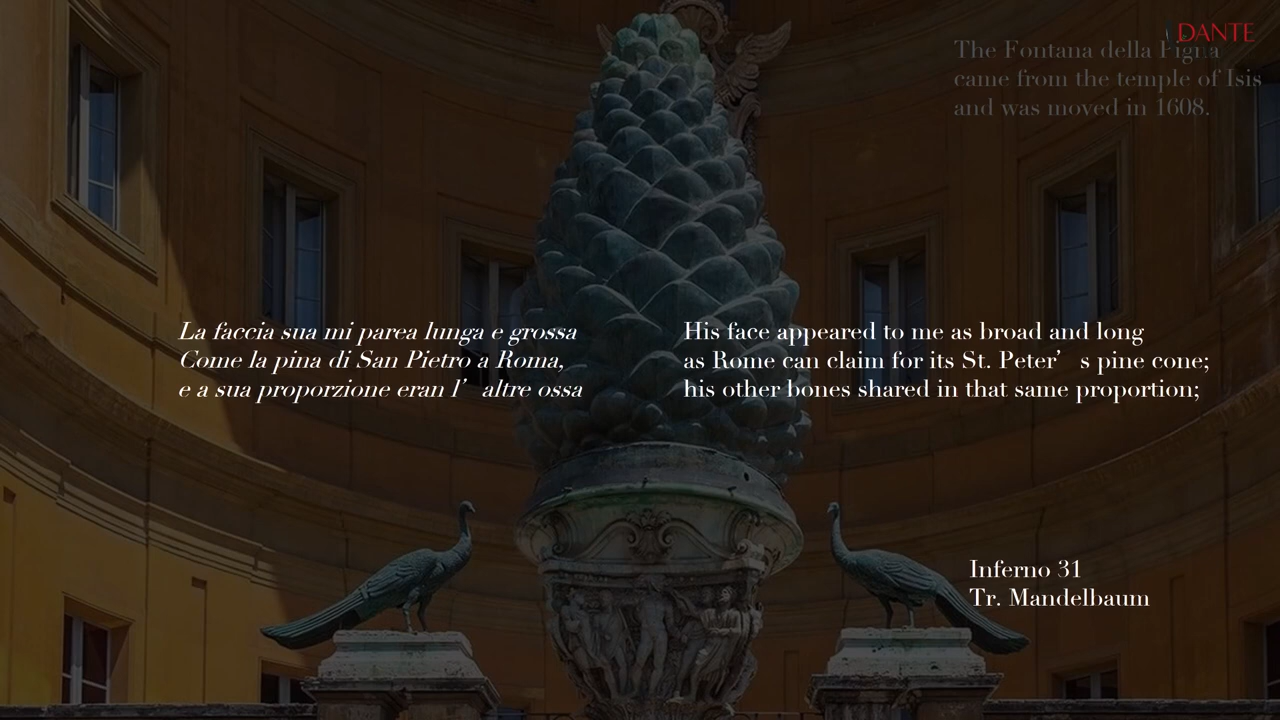 DANTE
The Fontana della Pigna
came from the temple of Isis
and was moved in 1608.
La faccia sua mi parea lunga e grossa
Come la pina di San Pietro a Roma,
e a sua proporzione eran l’ altre ossa
His face appeared to me as broad and long
as Rome can claim for its St. Peter’ s pine cone;
his other bones shared in that same proportion;
Inferno 31
Tr. Mandelbaum